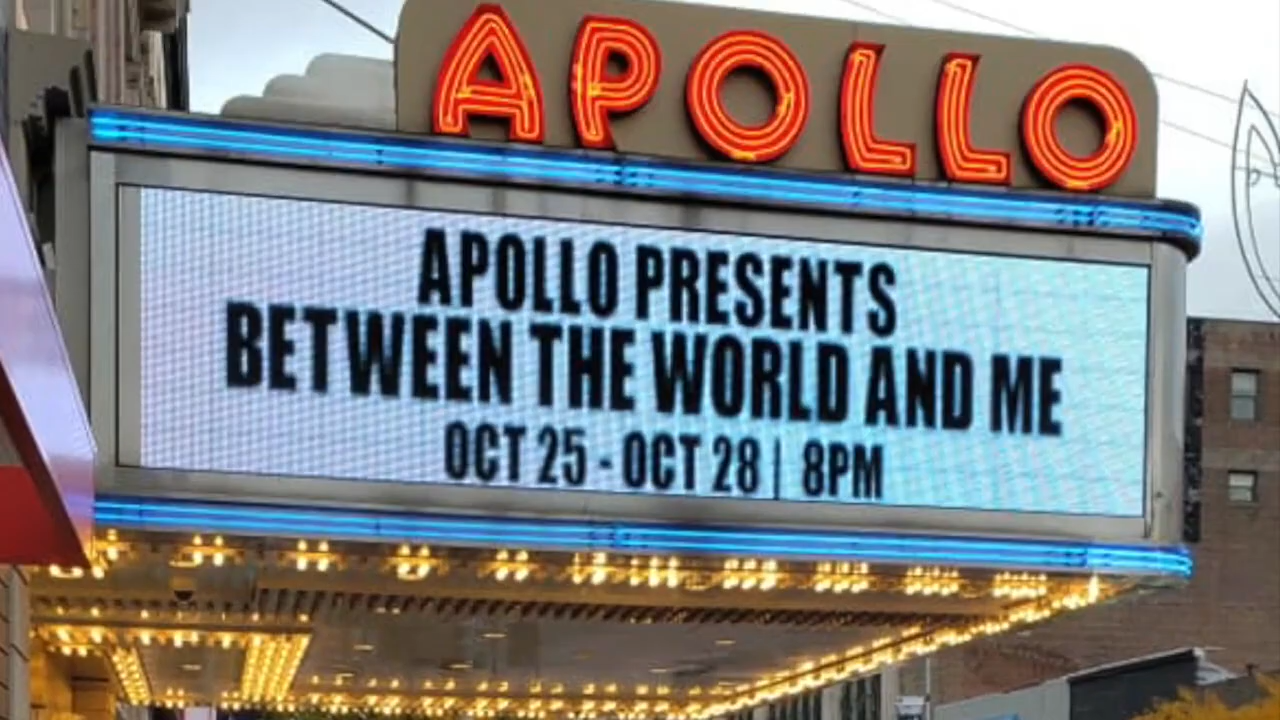 APOLLO
APOLLO PRESENTS
BETWEEN THE WORLD AND ME
OCT 25 - OCT 28 | 8PM